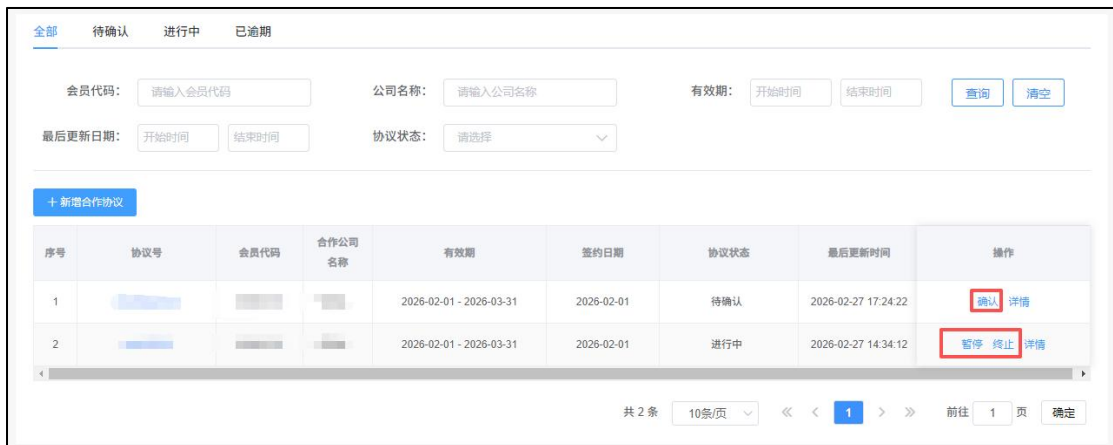 全部 待确认 进行中 已逾期
会员代码： 请输入会员代码 公司名称： 请输入公司名称 有效期： 开始时间 结束时间 查询 清空
最后更新日期： 开始时间 结束时间 协议状态： 请选择
＋新增合作协议
序号 协议号 会员代码 合作公司名称 有效期 签约日期 协议状态 最后更新时间 操作
1 2026-02-01 - 2026-03-31 2026-02-01 待确认 2026-02-27 17:24:22 确认 详情
2 2026-02-01 - 2026-03-31 2026-02-01 进行中 2026-02-27 14:34:12 暂停 终止 详情
共 2 条 10条/页 « < 1 > » 前往 1 页 确定